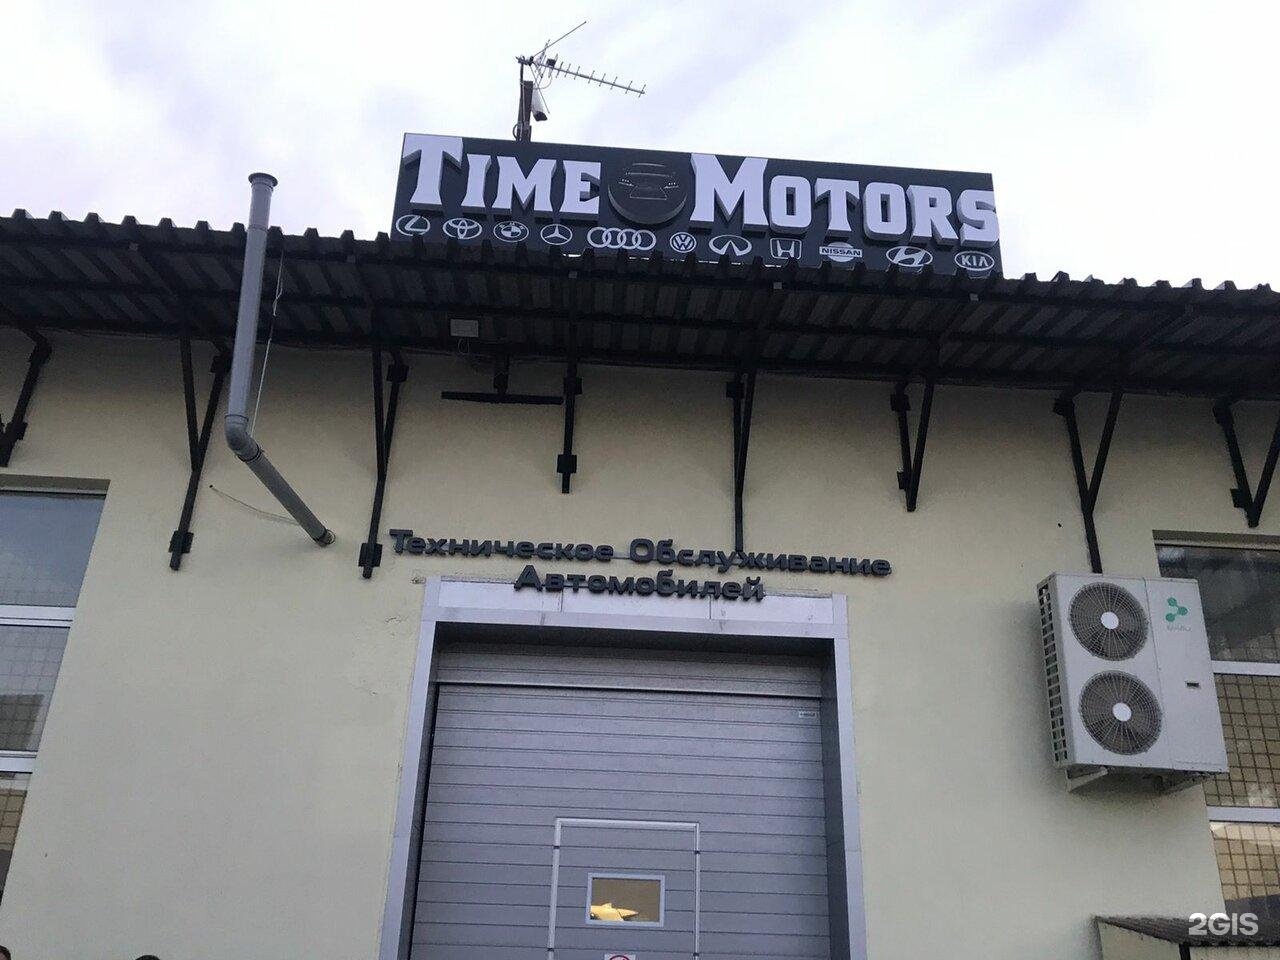 TIME MOTORS
NISSAN
KIA
Техническое Обслуживание
Автомобилей
2GIS